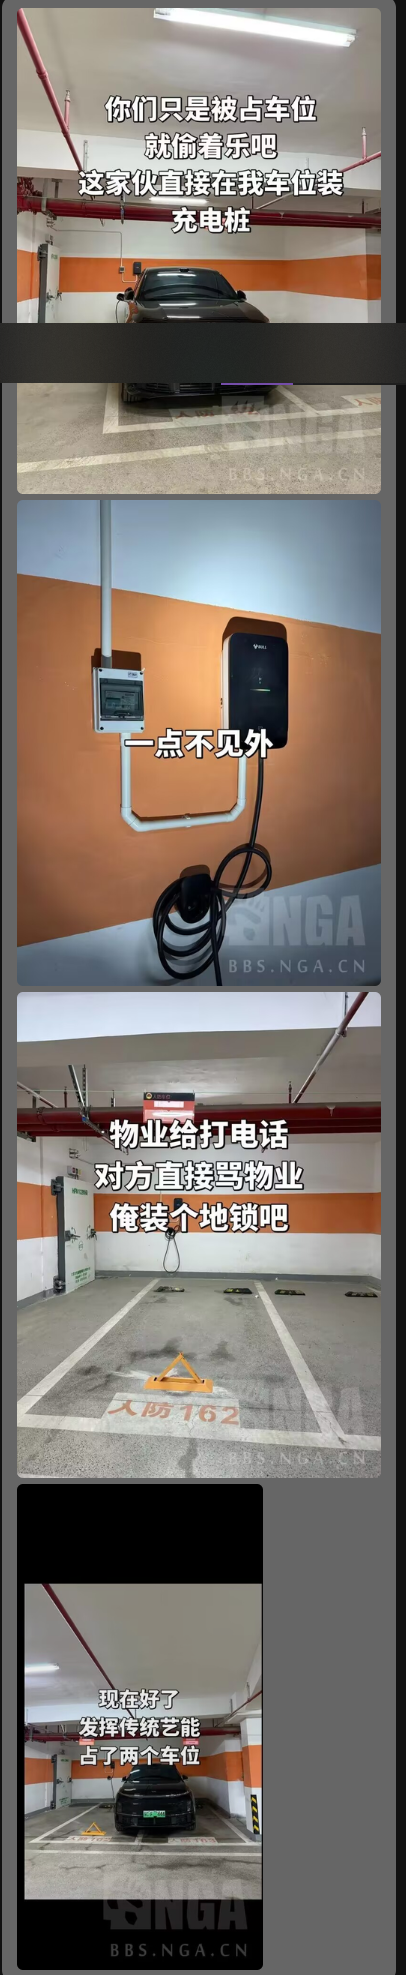 你们只是被占车位
就偷着乐吧
这家伙直接在我车位装
充电桩
NGA
BBS.NGA.CN
一点不见外
NGA
BBS.NGA.CN
物业给打电话
对方直接骂物业
俺装个地锁吧
人防162
NGA
BBS.NGA.CN
现在好了
发挥传统艺能
占了两个车位
NGA
BBS.NGA.CN